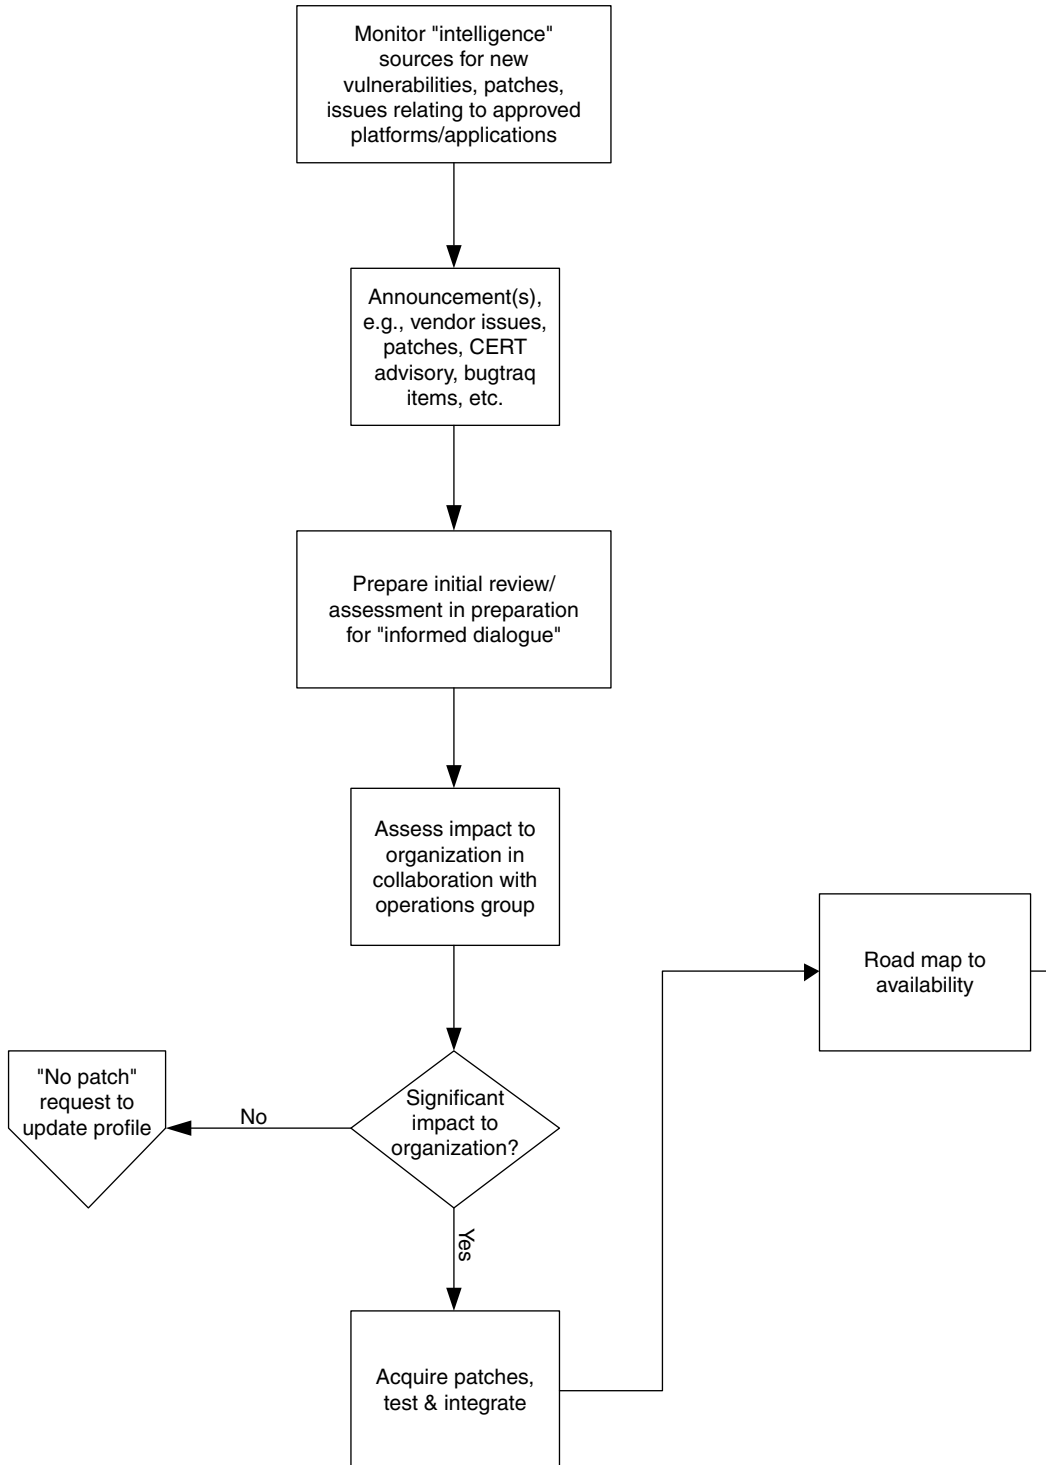 Monitor "intelligence"
sources for new
vulnerabilities, patches,
issues relating to approved
platforms/applications
Announcement(s),
e.g., vendor issues,
patches, CERT
advisory, bugtraq
items, etc.
Prepare initial review/
assessment in preparation
for "informed dialogue"
Assess impact to
organization in
collaboration with
operations group
Road map to
availability
"No patch"
request to
update profile
No
Significant
impact to
organization?
Yes
Acquire patches,
test & integrate